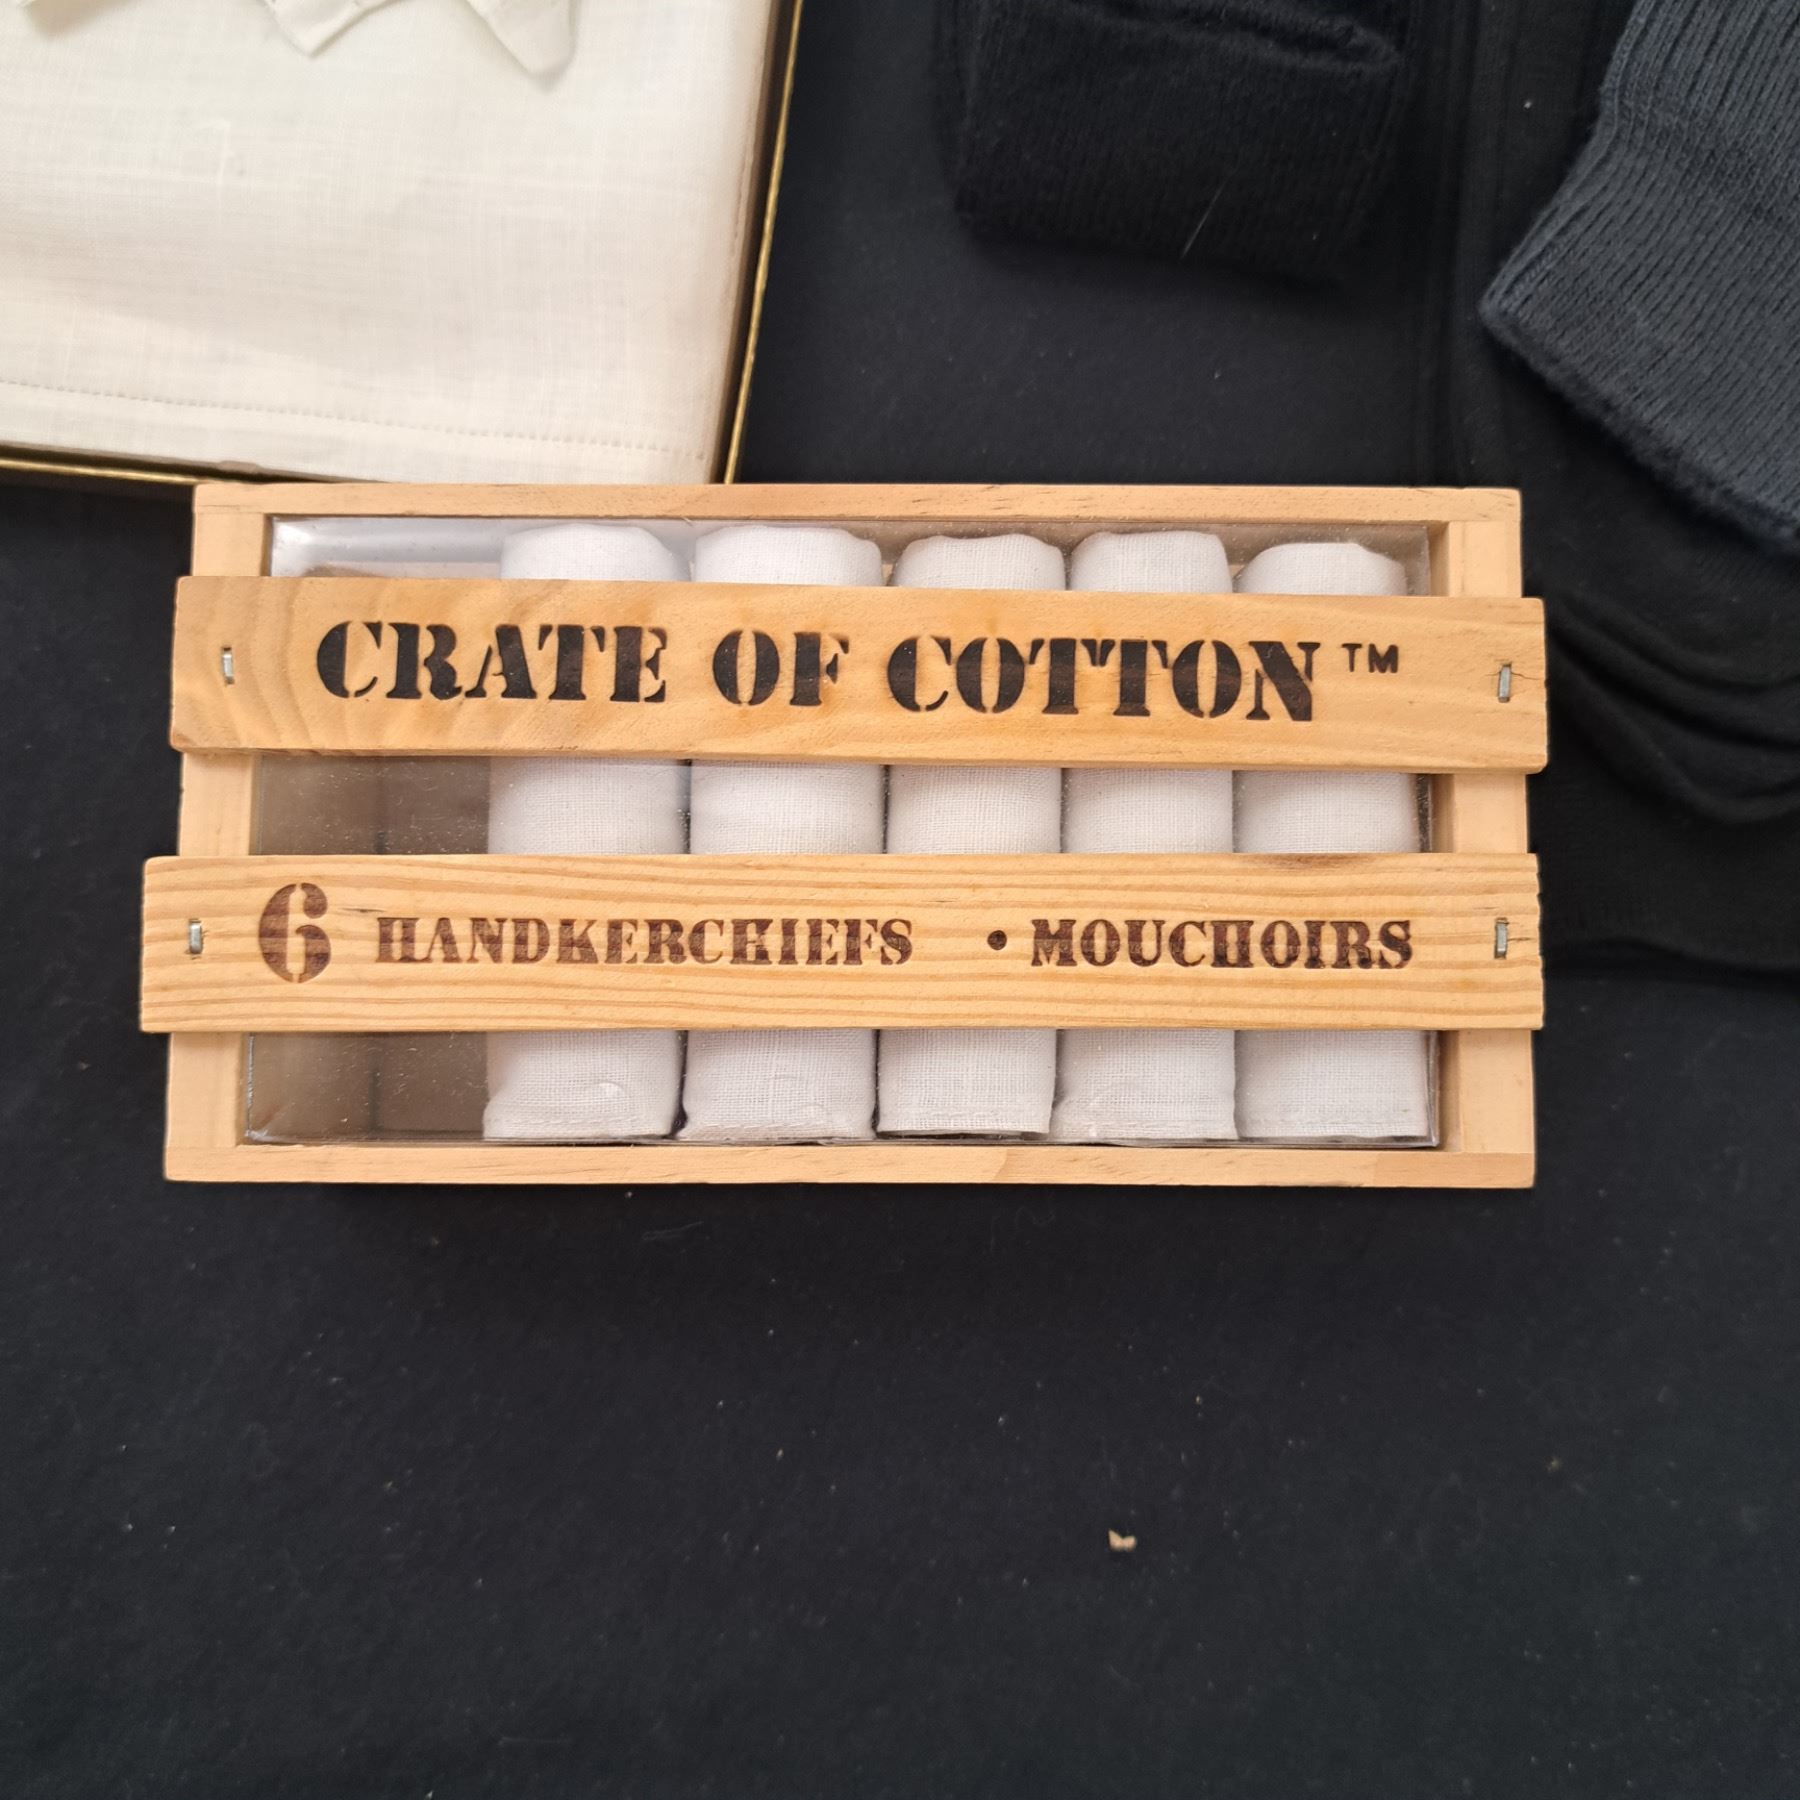 CRATE OF COTTON™
6 HANDKERCHIEFS • MOUCHOIRS